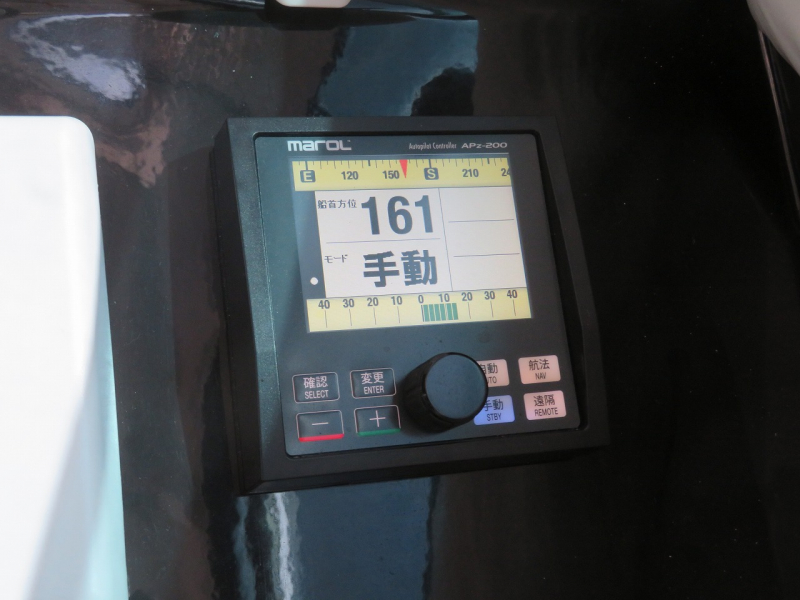 marol Autopilot Controller APz-200
E 120 150 S 210 24
船首方位 161
モード 手動
40 30 20 10 0 10 20 30 40
確認 変更 動 航法
SELECT ENTER TO NAV
手動 遠隔
STBY REMOTE
− +